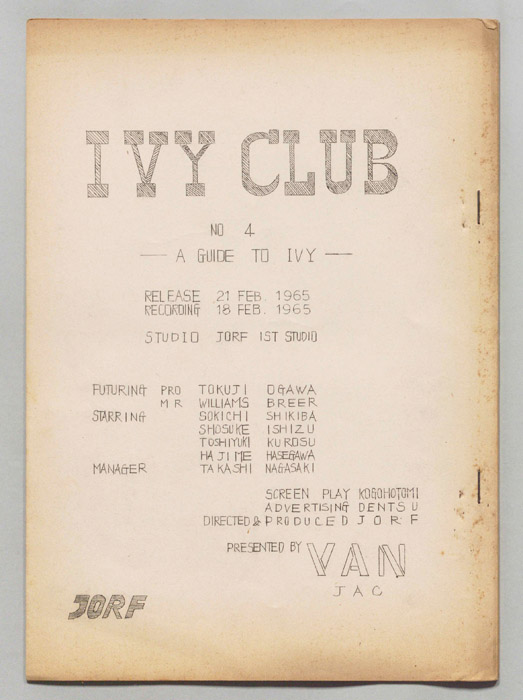 IVY CLUB
NO 4
— A GUIDE TO IVY —
RELEASE 21 FEB. 1965
RECORDING 18 FEB. 1965
STUDIO JORF 1ST STUDIO
FUTURING PRO TOKUJI OGAWA
MR WILLIAMS BREER
STARRING SOKICHI SHIKIBA
SHOSUKE ISHIZU
TOSHIYUKI KUROSU
HAJIME HASEGAWA
MANAGER TAKASHI NAGASAKI
SCREEN PLAY KOGOHOTOMI
ADVERTISING DENTSU
DIRECTED & PRODUCED JORF
PRESENTED BY VAN
JAC
JORF